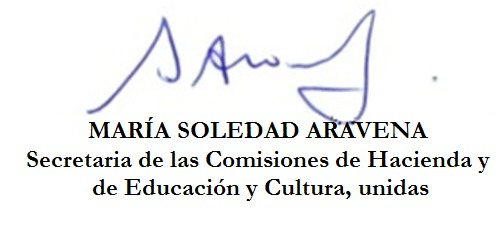 MARÍA SOLEDAD ARAVENA
Secretaria de las Comisiones de Hacienda y
de Educación y Cultura, unidas